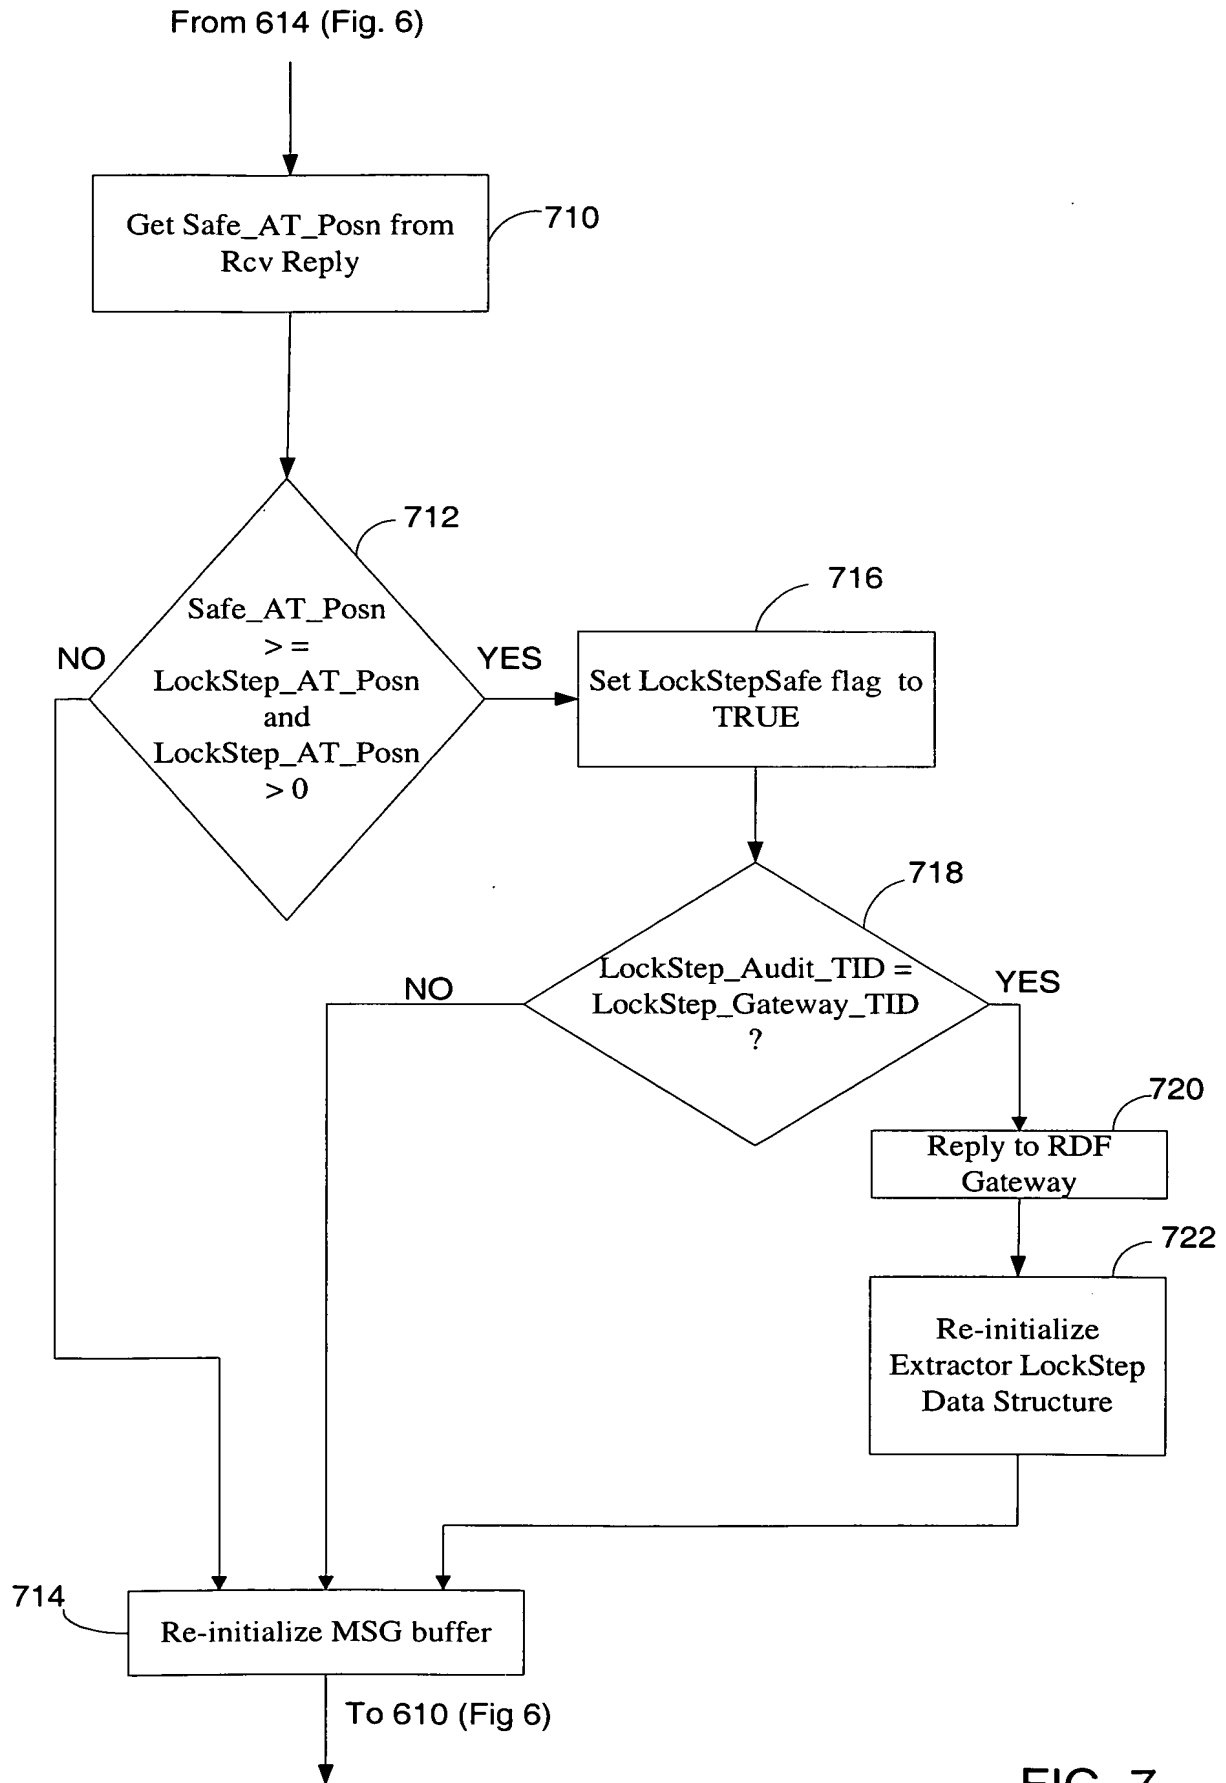 From 614 (Fig. 6)
Get Safe_AT_Posn from
Rcv Reply
710
712
Safe_AT_Posn
> =
LockStep_AT_Posn
and
LockStep_AT_Posn
> 0
NO
YES
716
Set LockStepSafe flag to
TRUE
718
LockStep_Audit_TID =
LockStep_Gateway_TID
?
NO
YES
720
Reply to RDF
Gateway
722
Re-initialize
Extractor LockStep
Data Structure
714
Re-initialize MSG buffer
To 610 (Fig 6)
FIG. 7